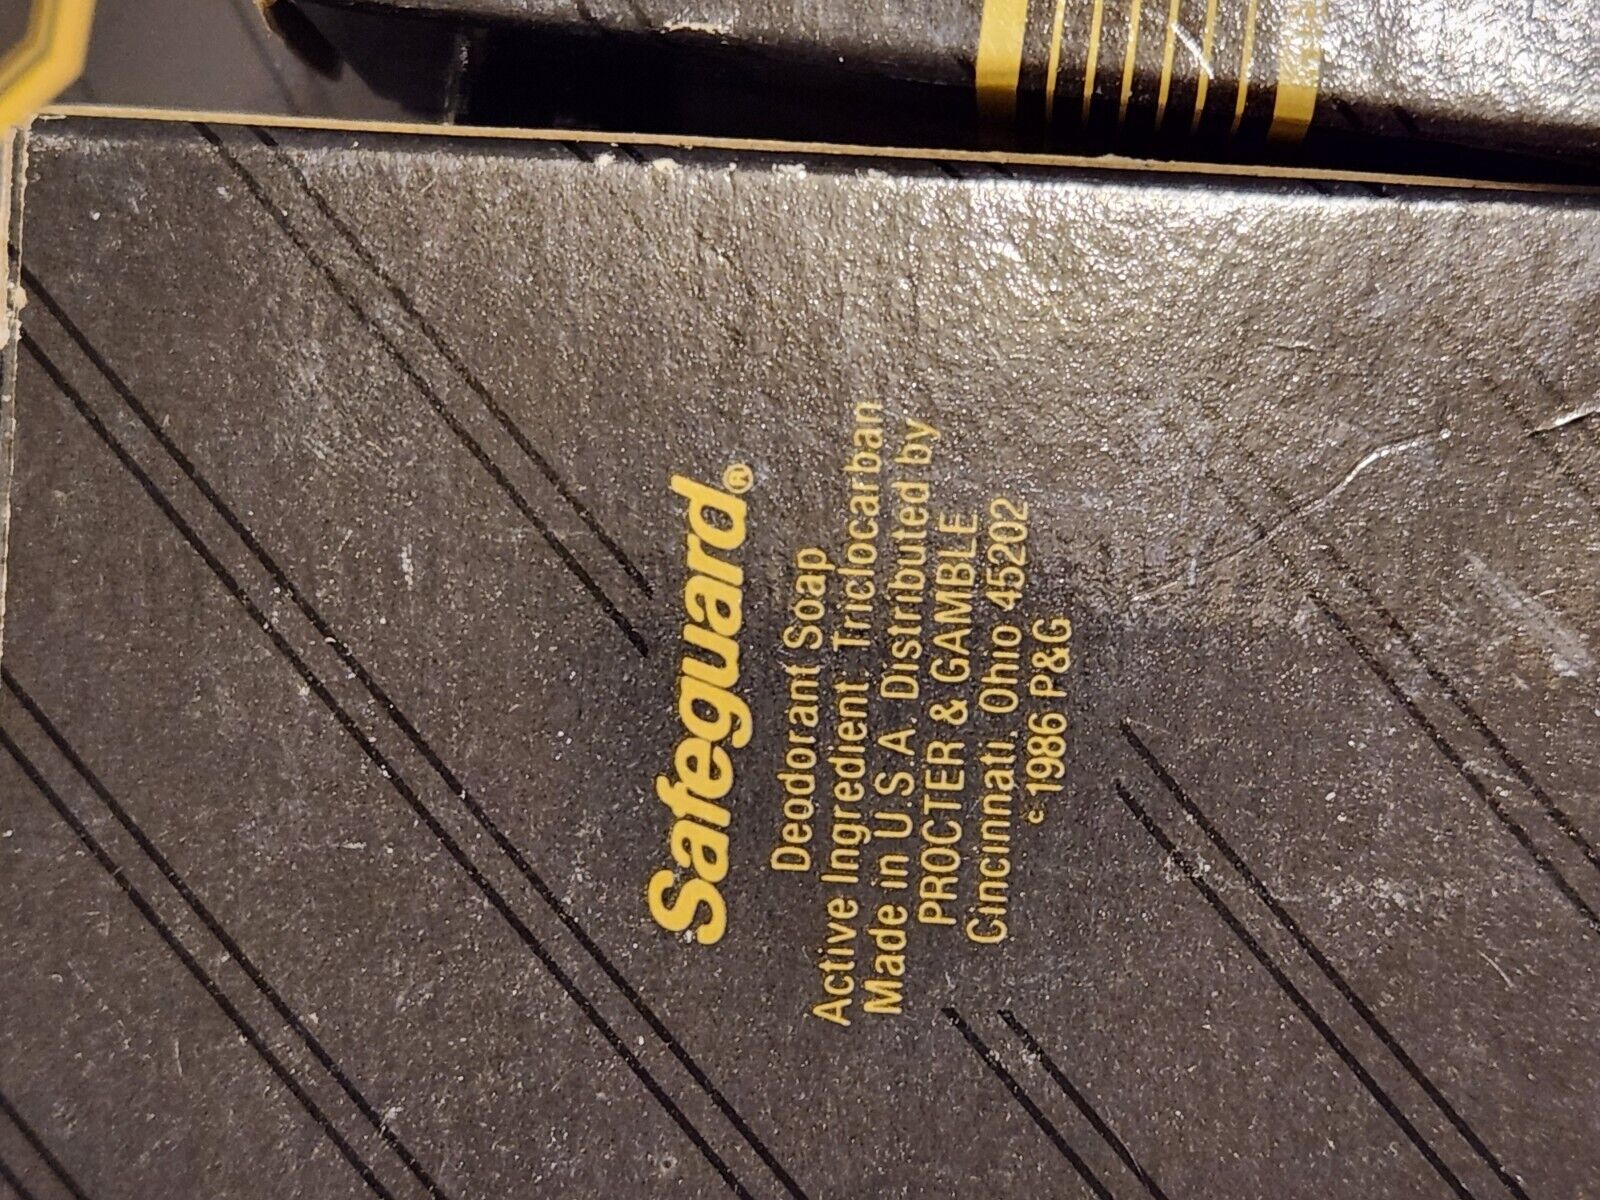 Safeguard®
Deodorant Soap
Active Ingredient: Triclocarban
Made in U.S.A. Distributed by
PROCTER & GAMBLE
Cincinnati, Ohio 45202
© 1986 P&G